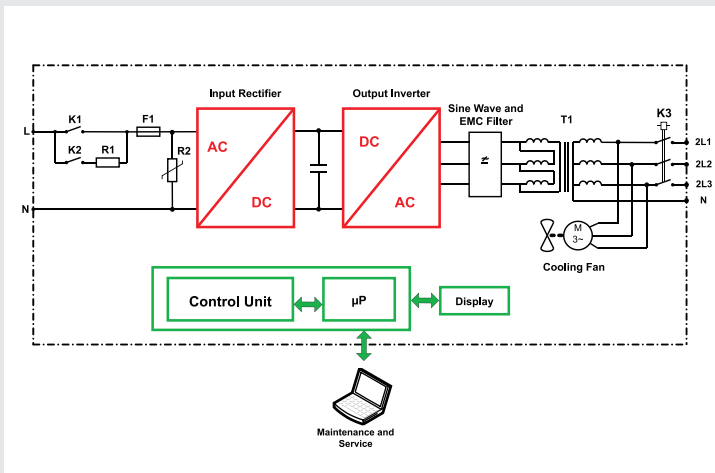 Input Rectifier
Output Inverter
Sine Wave and
EMC Filter
T1
K3
K1
F1
L
K2
R1
R2
AC
DC
DC
AC
≠
2L1
2L2
2L3
N
N
M
3~
Cooling Fan
Control Unit
µP
Display
Maintenance and
Service